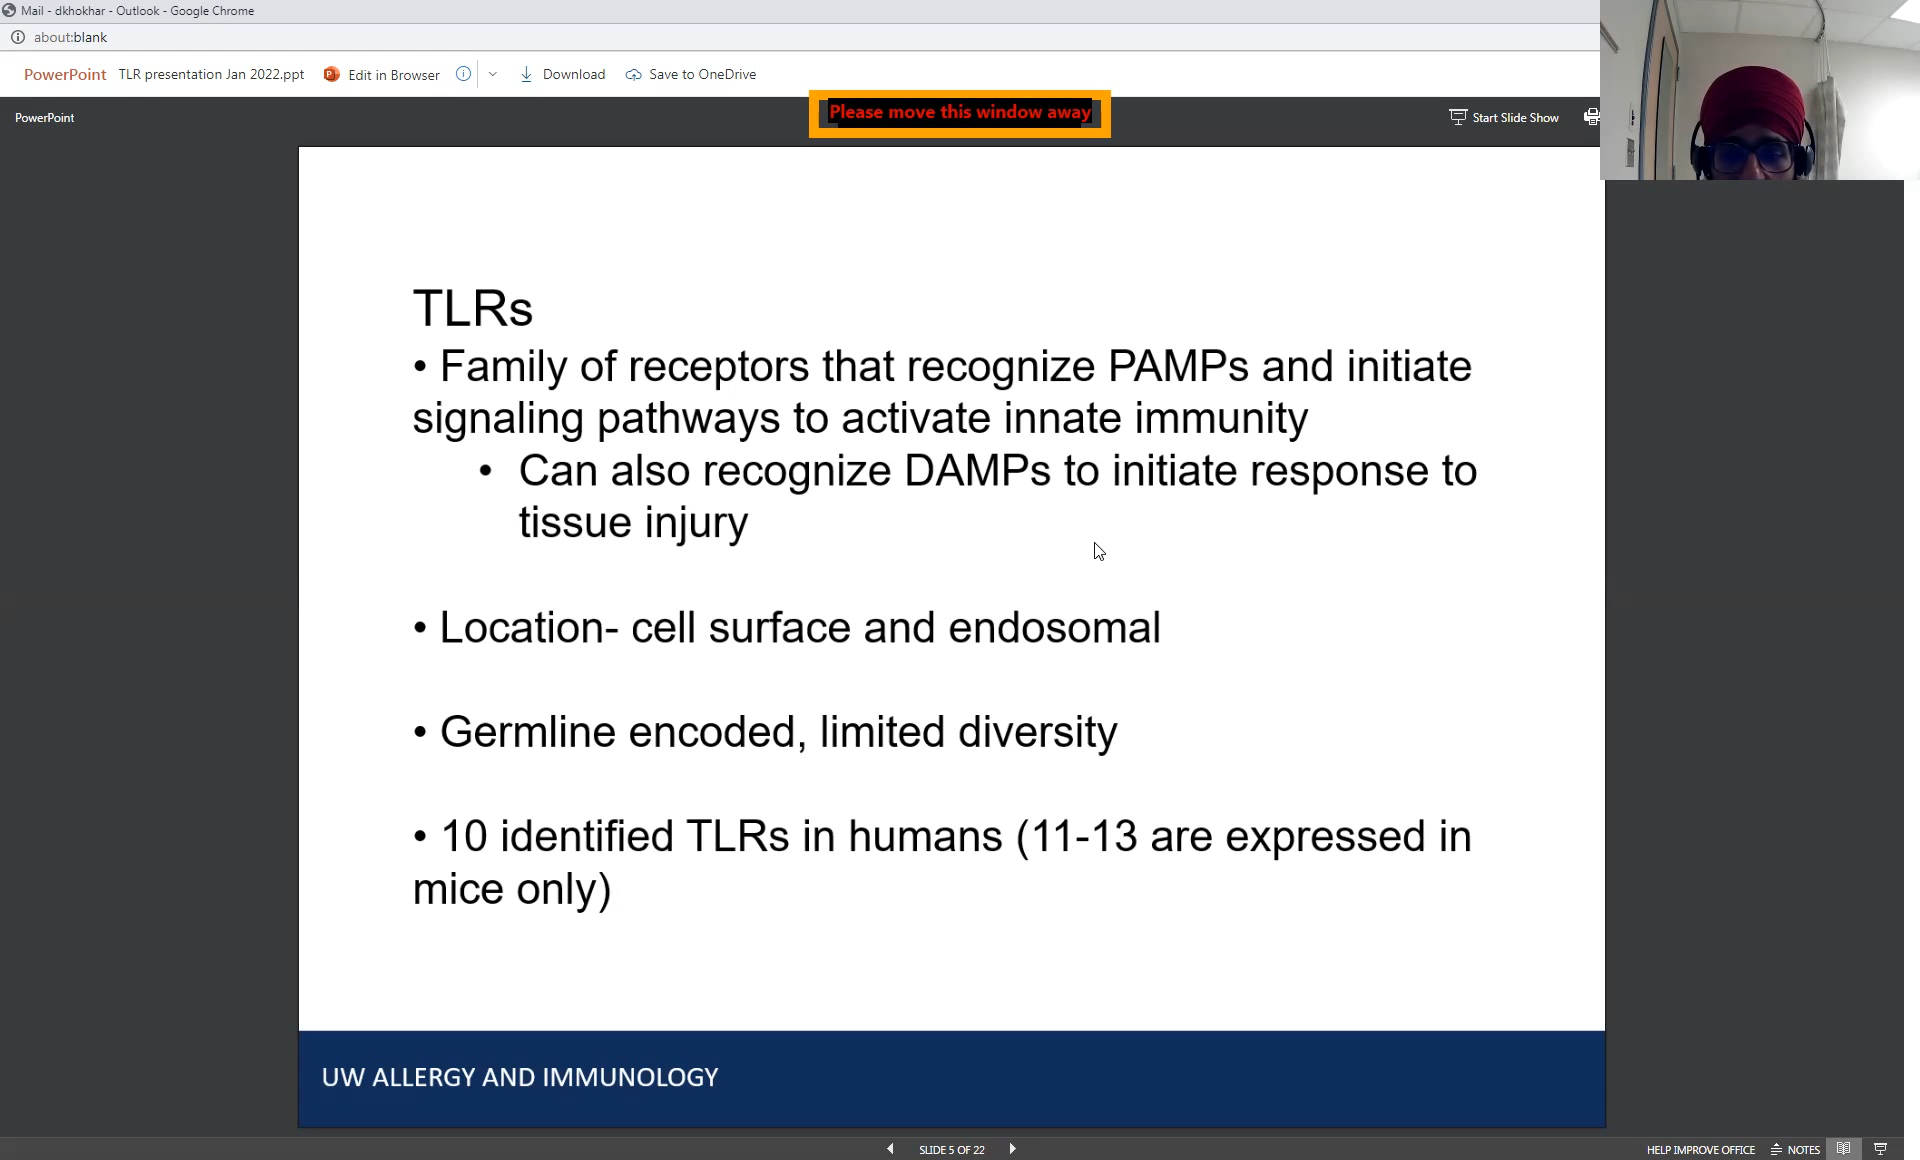 Mail - dkhokhar - Outlook - Google Chrome
about:blank
PowerPoint TLR presentation Jan 2022.ppt Edit in Browser Download Save to OneDrive
Please move this window away
PowerPoint Start Slide Show
TLRs
• Family of receptors that recognize PAMPs and initiate
signaling pathways to activate innate immunity
• Can also recognize DAMPs to initiate response to
tissue injury
• Location- cell surface and endosomal
• Germline encoded, limited diversity
• 10 identified TLRs in humans (11-13 are expressed in
mice only)
UW ALLERGY AND IMMUNOLOGY
SLIDE 5 OF 22 HELP IMPROVE OFFICE NOTES